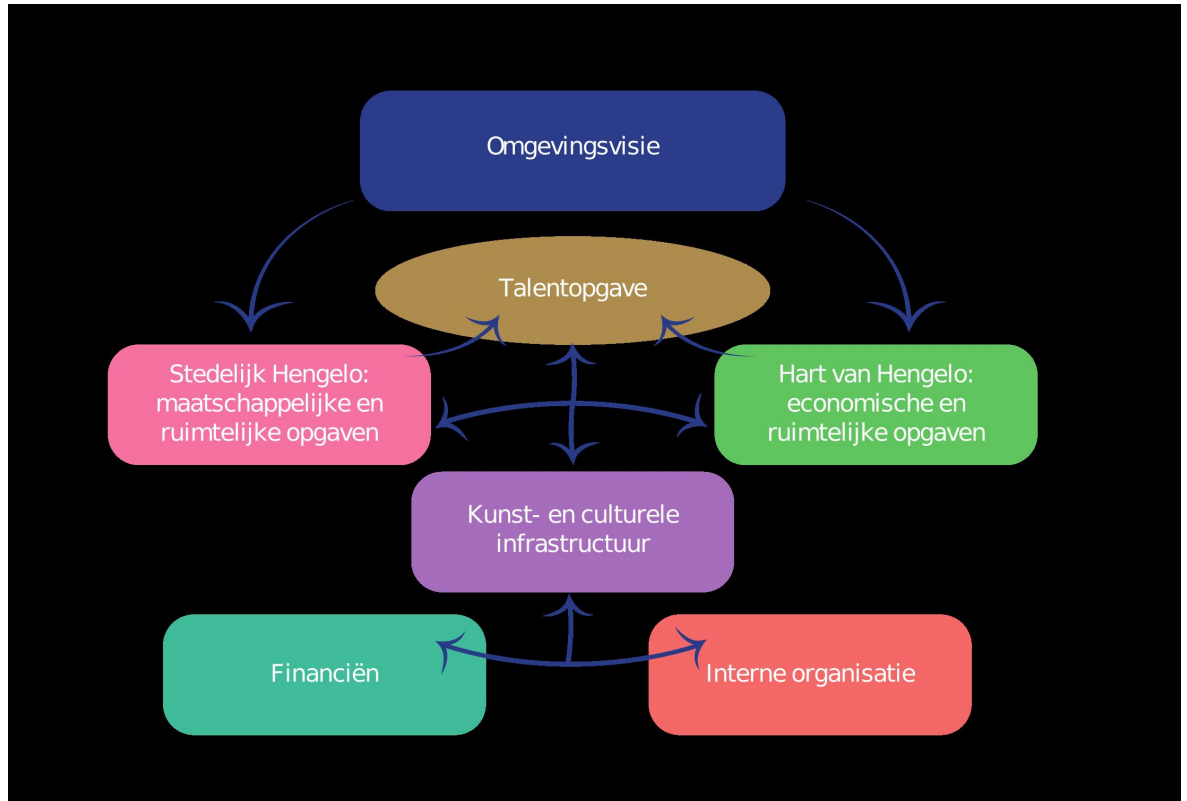 Omgevingsvisie
Talentopgave
Stedelijk Hengelo:
maatschappelijke en
ruimtelijke opgaven
Hart van Hengelo:
economische en
ruimtelijke opgaven
Kunst- en culturele
infrastructuur
Financiën
Interne organisatie